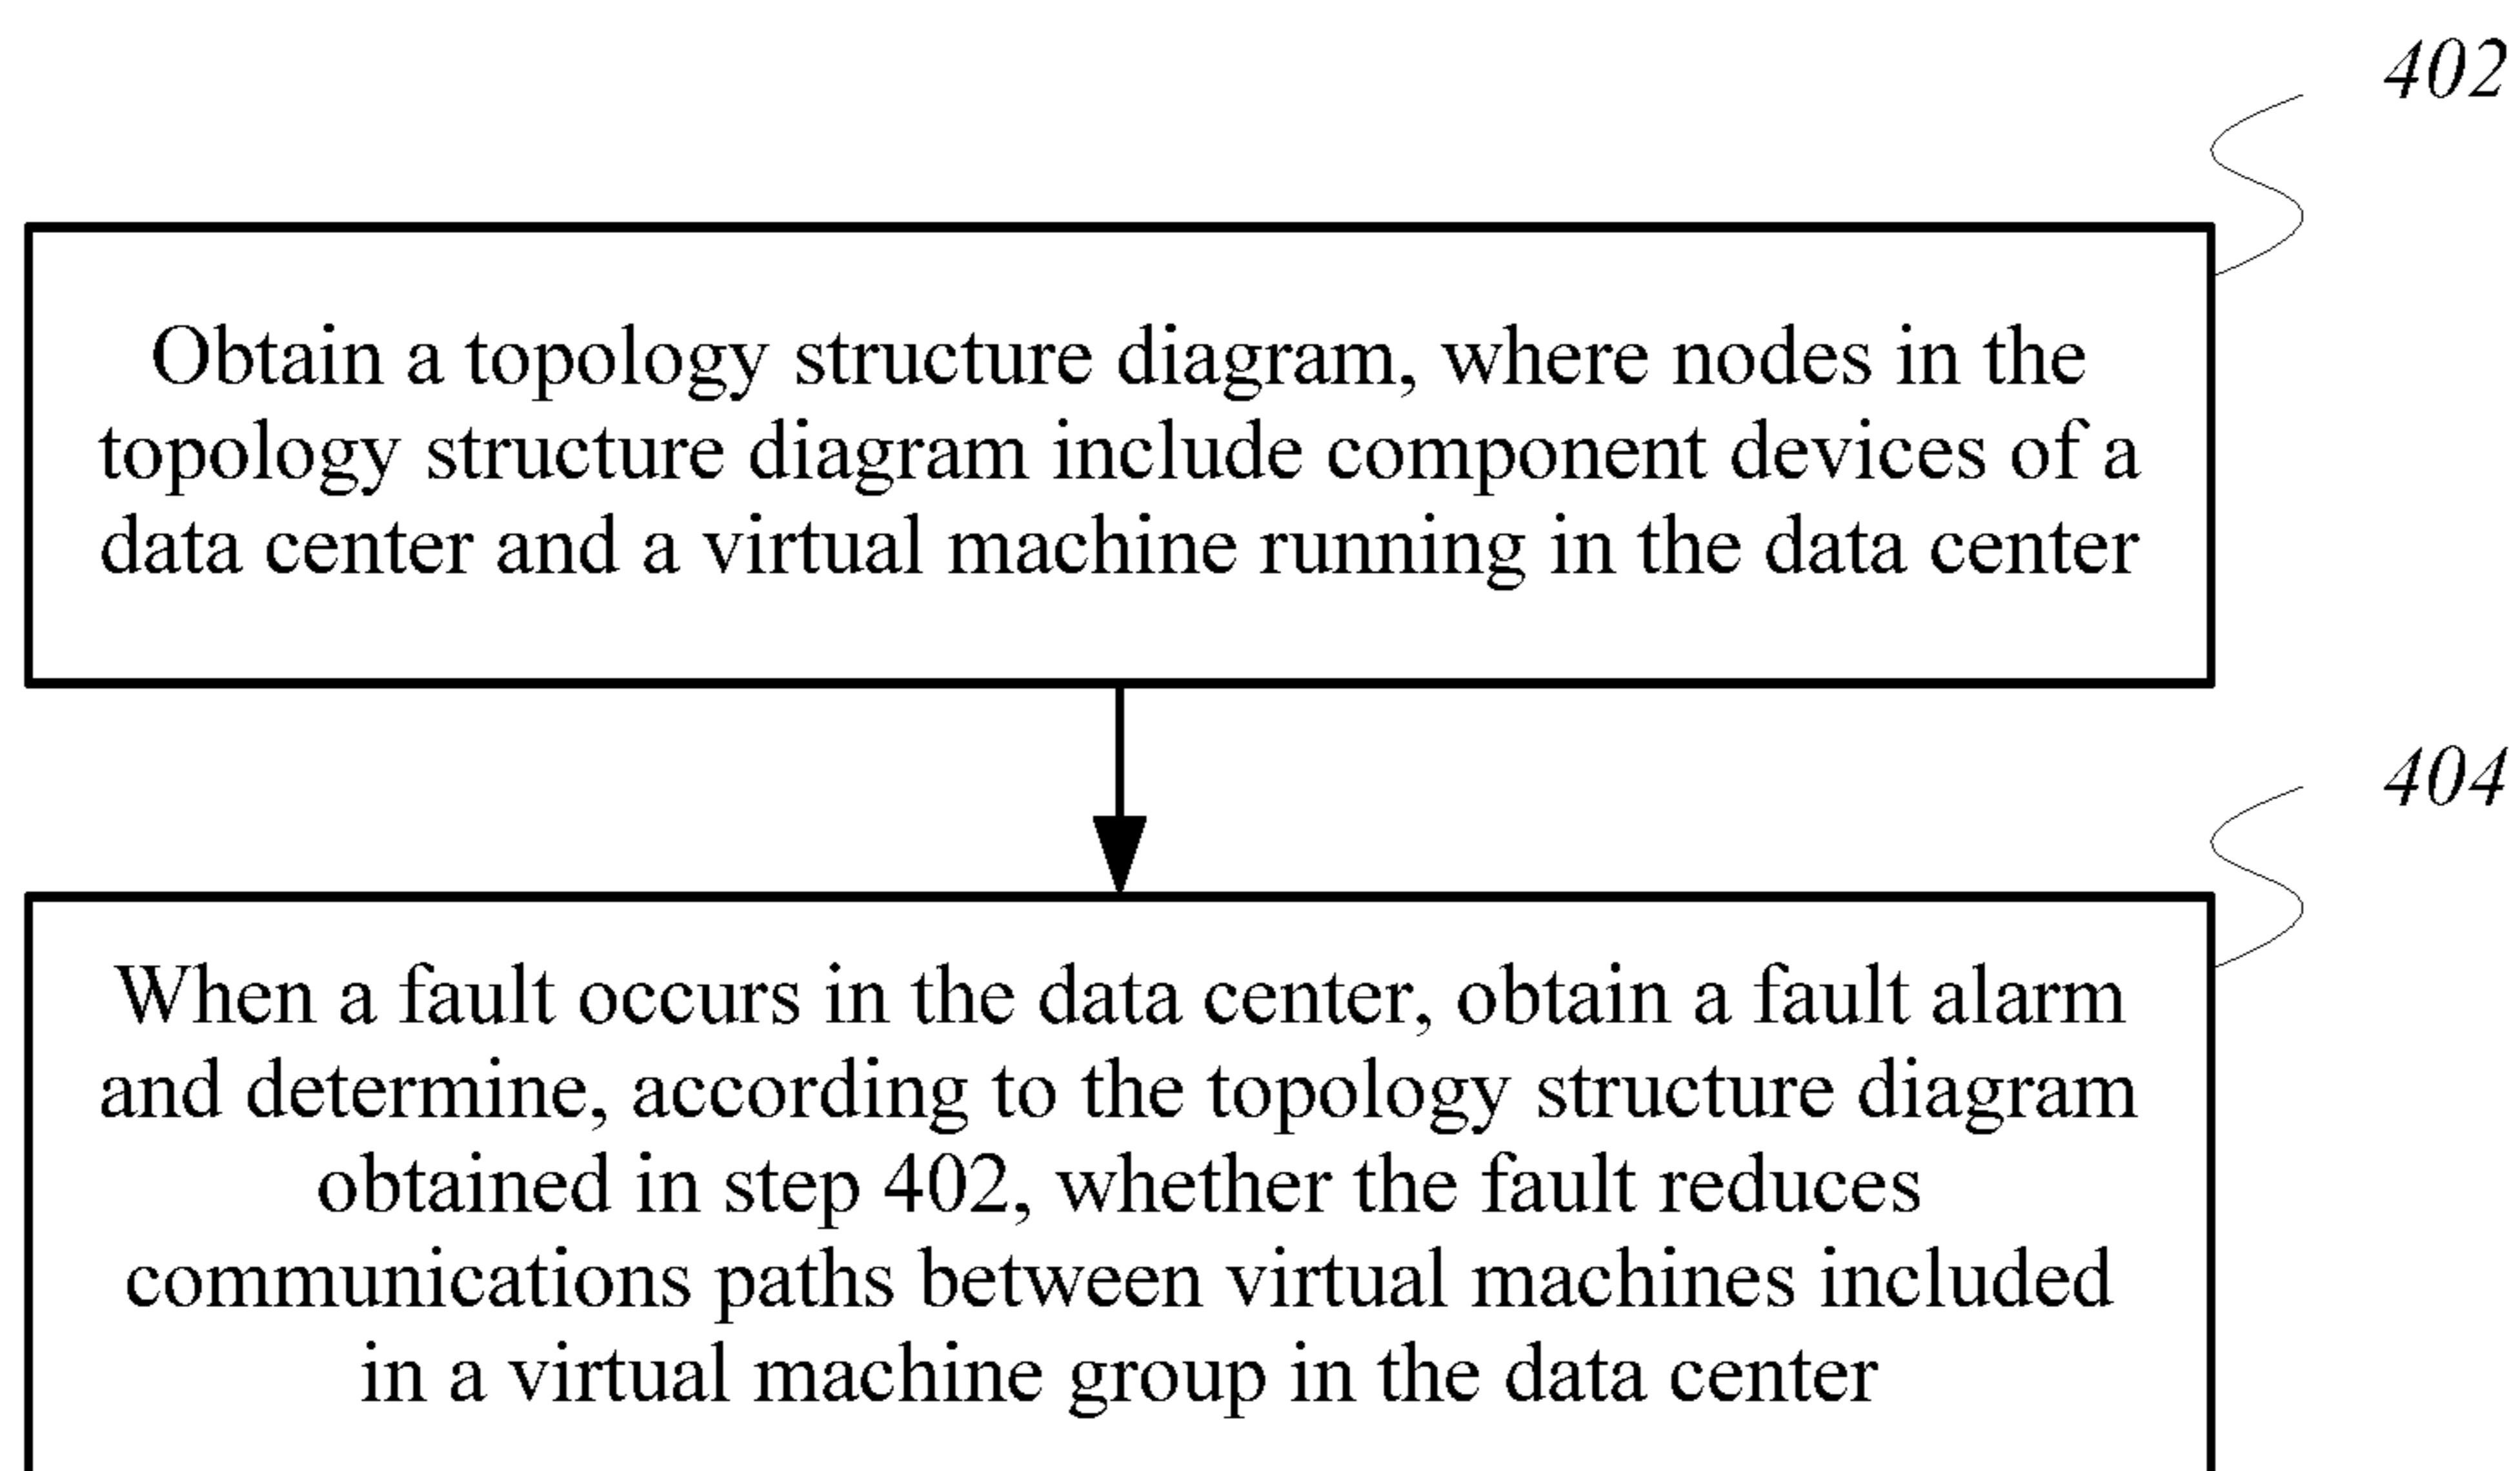 402
Obtain a topology structure diagram, where nodes in the
topology structure diagram include component devices of a
data center and a virtual machine running in the data center
404
When a fault occurs in the data center, obtain a fault alarm
and determine, according to the topology structure diagram
obtained in step 402, whether the fault reduces
communications paths between virtual machines included
in a virtual machine group in the data center